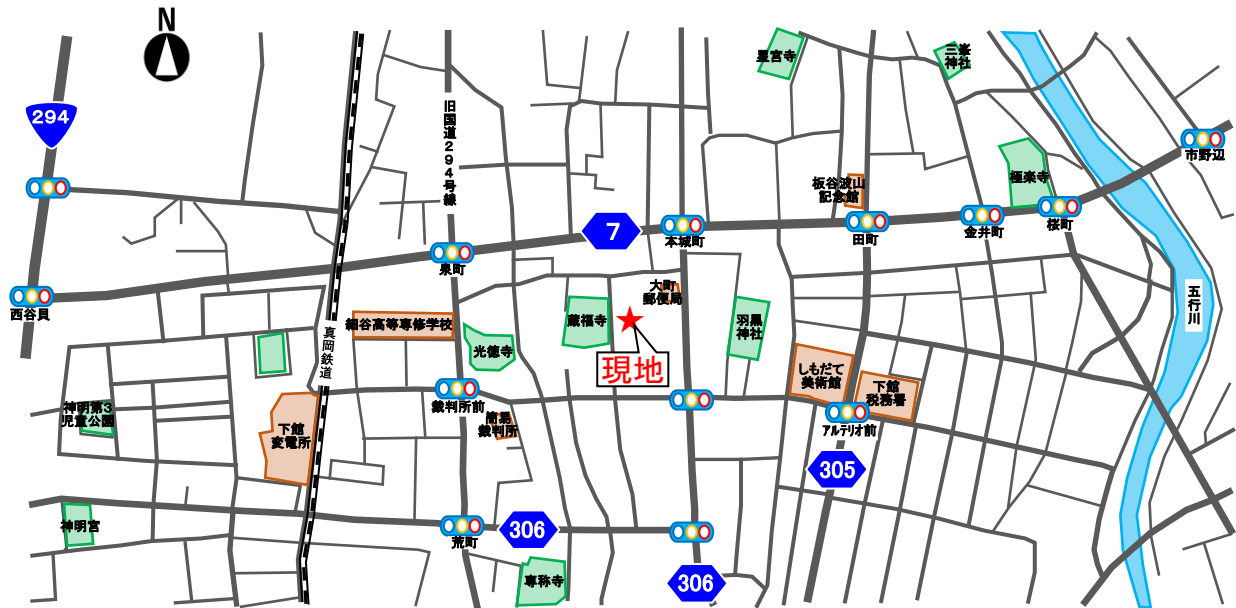 N
294
旧国道294号線
星宮寺
三峯
神社
市野辺
極楽寺
板谷波山
記念館
7
本城町
田町
金井町
桜町
泉町
西谷貝
大町
郵便局
五行川
細谷高等専修学校
蔵福寺
羽黒
神社
真岡鉄道
光徳寺
現地
しもだて
美術館
下館
税務署
神明第3
児童公園
裁判所前
簡易
裁判所
アルテリオ前
下館
変電所
305
神明宮
荒町
306
専称寺
306